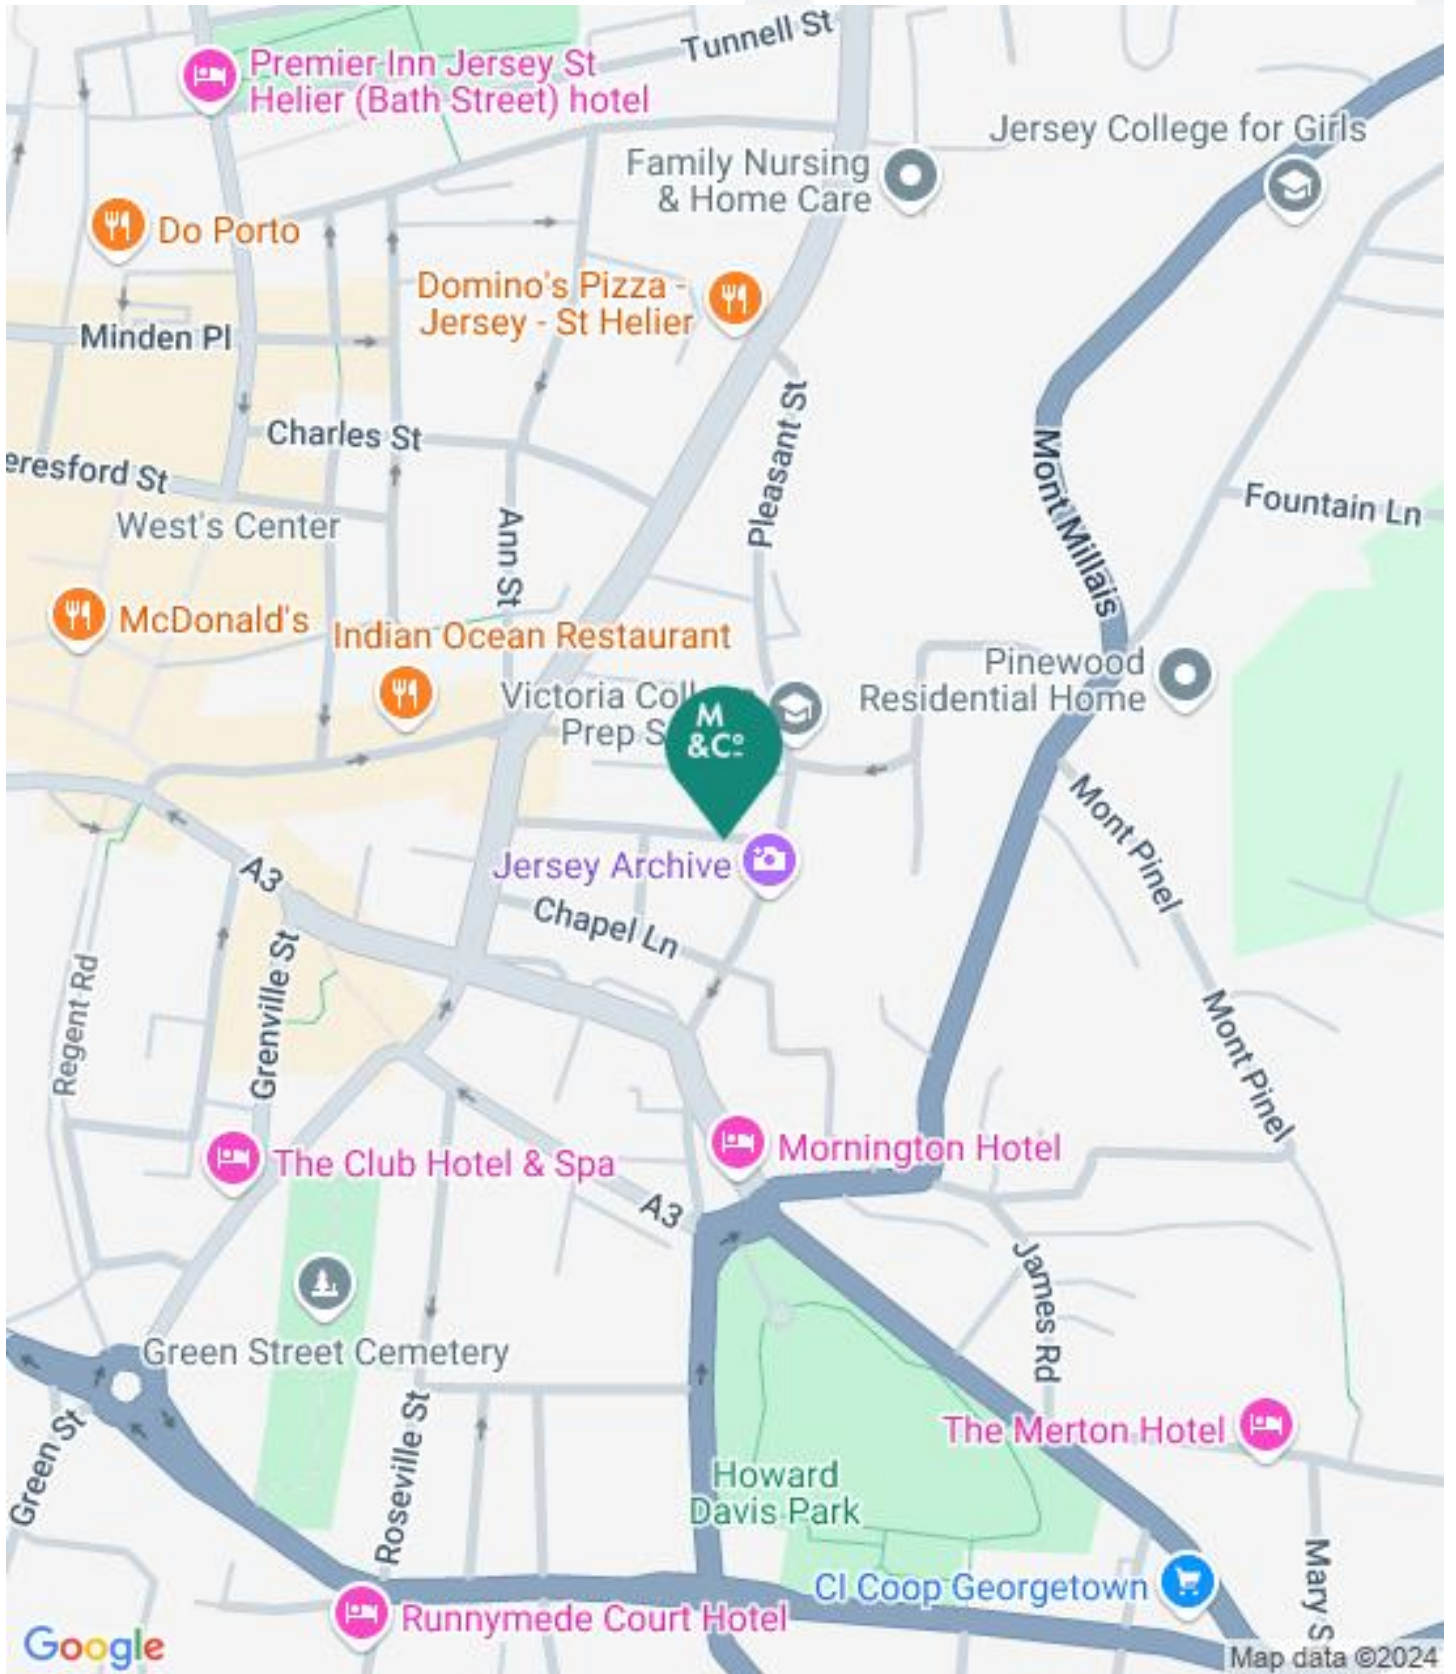 Tunnell St
Premier Inn Jersey St
Helier (Bath Street) hotel
Jersey College for Girls
Family Nursing
& Home Care
Do Porto
Domino's Pizza -
Jersey - St Helier
Minden Pl
Pleasant St
Charles St
eresford St
Mont Millais
Fountain Ln
West's Center
Ann St
McDonald's
Indian Ocean Restaurant
Pinewood
Residential Home
Victoria Coll
Prep S
M
&Co
Mont Pinel
A3
Jersey Archive
Chapel Ln
Grenville St
Regent Rd
Mont Pinel
Mornington Hotel
The Club Hotel & Spa
A3
James Rd
Green Street Cemetery
Green St
Roseville St
The Merton Hotel
Howard
Davis Park
Mary S
CI Coop Georgetown
Runnymede Court Hotel
Google
Map data ©2024